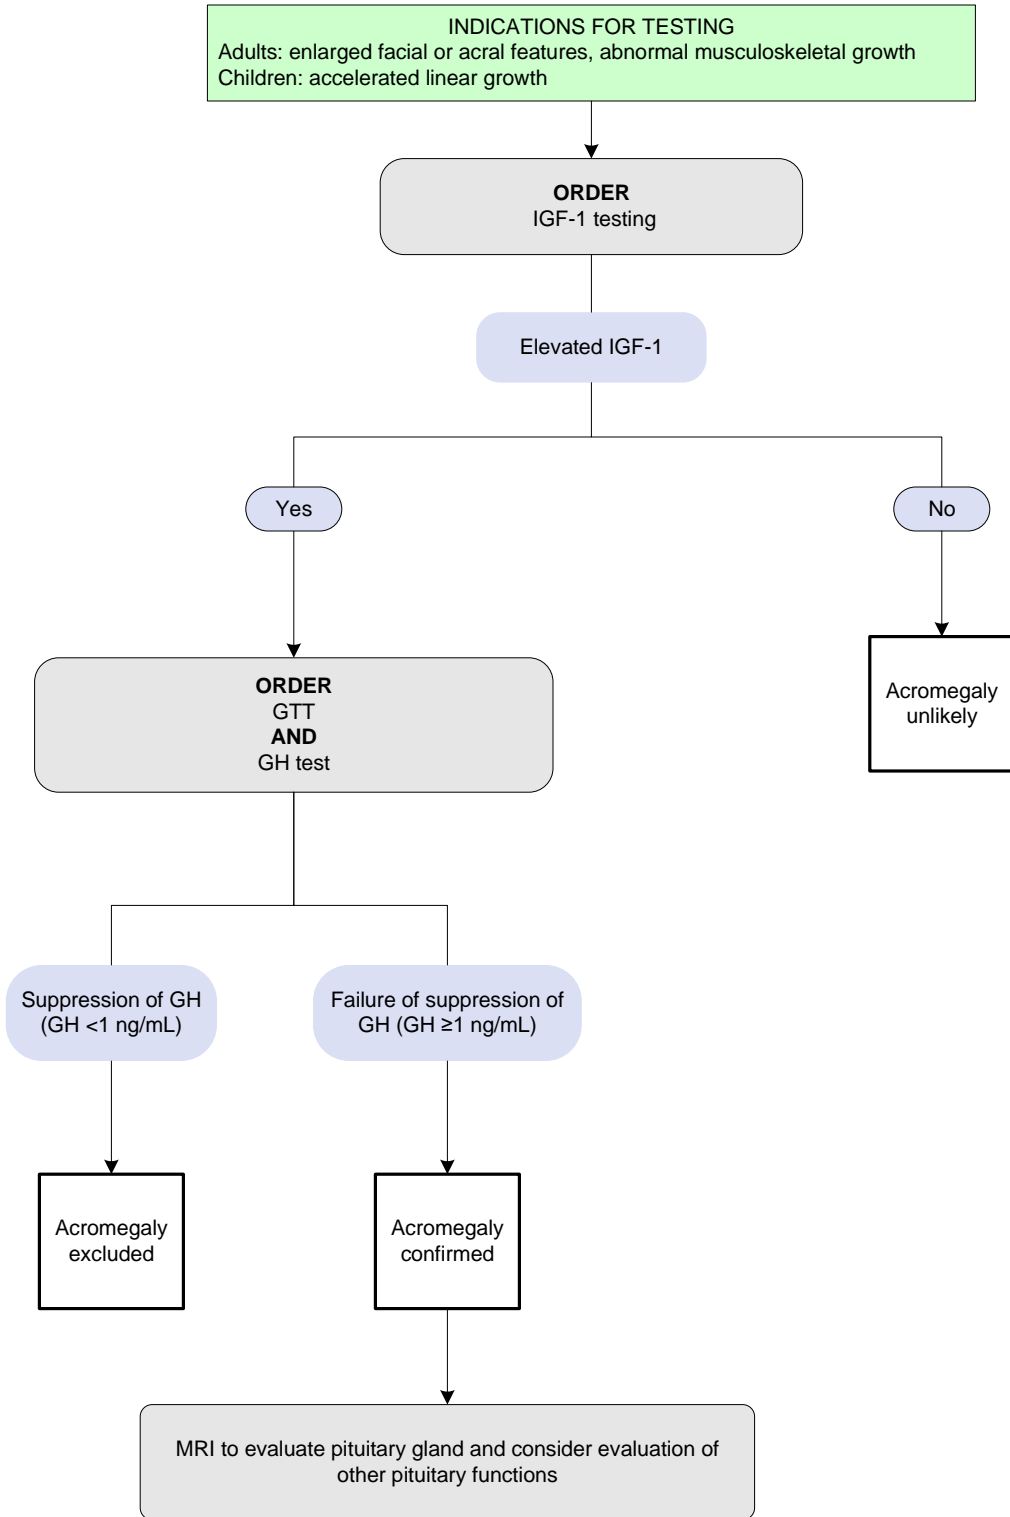 INDICATIONS FOR TESTING
Adults: enlarged facial or acral features, abnormal musculoskeletal growth
Children: accelerated linear growth
ORDER
IGF-1 testing
Elevated IGF-1
Yes
No
ORDER
GTT
AND
GH test
Acromegaly
unlikely
Suppression of GH
(GH <1 ng/mL)
Failure of suppression of
GH (GH ≥1 ng/mL)
Acromegaly
excluded
Acromegaly
confirmed
MRI to evaluate pituitary gland and consider evaluation of
other pituitary functions